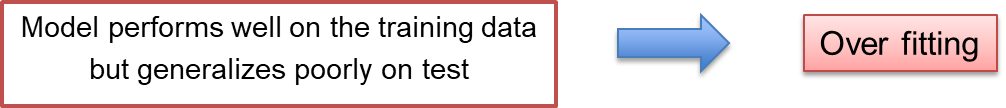 Model performs well on the training data
but generalizes poorly on test
Over fitting